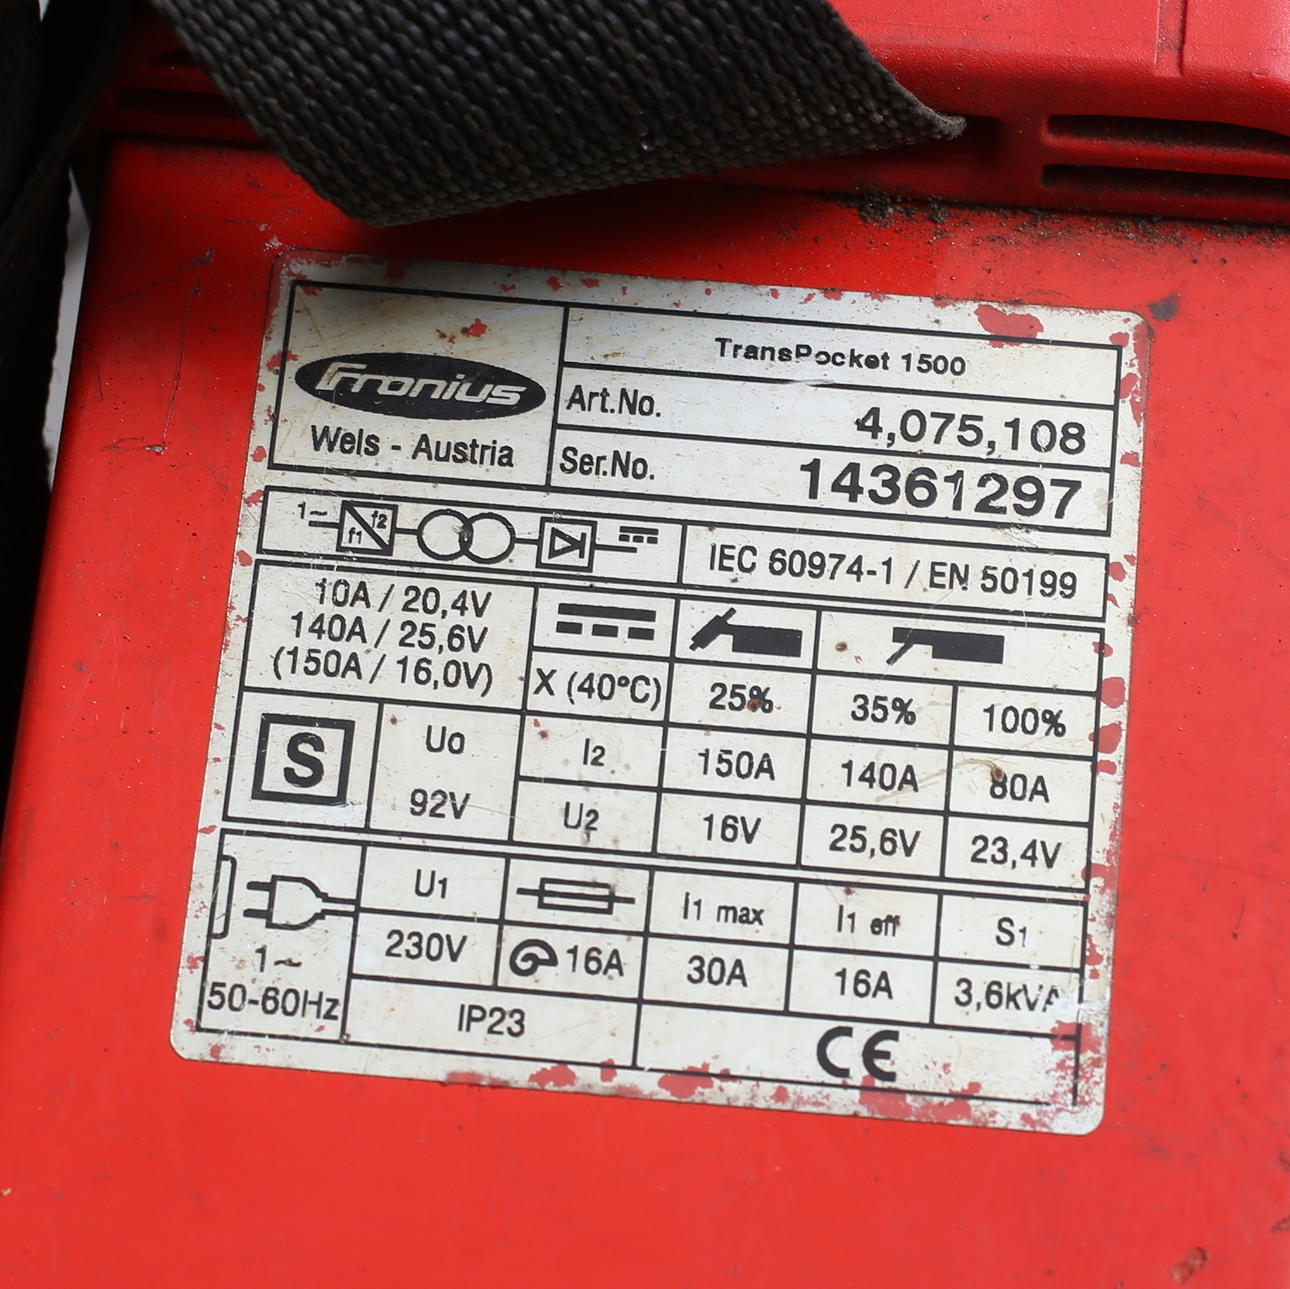 TransPocket 1500
Fronius
Wels - Austria
Art.No. 4,075,108
Ser.No. 14361297
1~ f1 f2 IEC 60974-1 / EN 50199
10A / 20,4V
140A / 25,6V
(150A / 16,0V)
X (40°C) 25% 35% 100%
S Uo 92V
I2 150A 140A 80A
U2 16V 25,6V 23,4V
U1 I1 max I1 eff S1
1~ 230V 16A 30A 16A 3,6kVA
50-60Hz IP23 CE